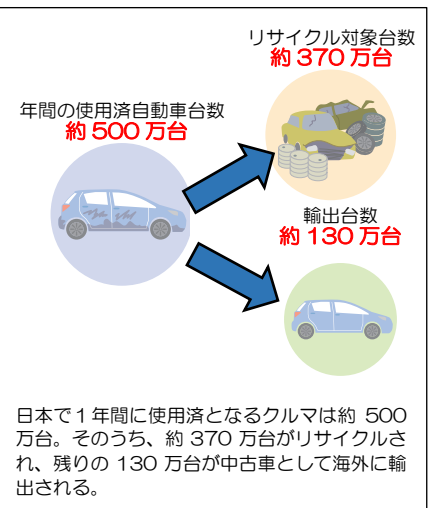 リサイクル対象台数
約 370 万台
年間の使用済自動車台数
約 500 万台
輸出台数
約 130 万台
日本で１年間に使用済となるクルマは約 500
万台。そのうち、約 370 万台がリサイクルさ
れ、残りの 130 万台が中古車として海外に輸
出される。